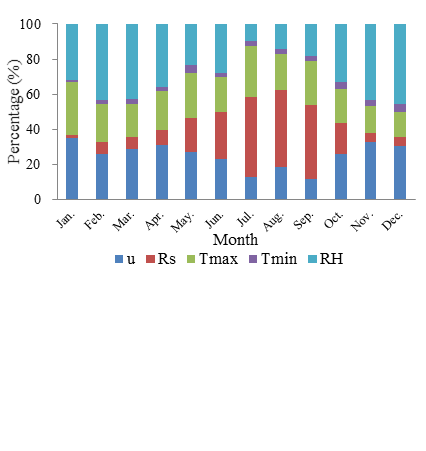 Percentage (%)
100
80
60
40
20
0
Jan. Feb. Mar. Apr. May. Jun. Jul. Aug. Sep. Oct. Nov. Dec.
Month
u Rs Tmax Tmin RH